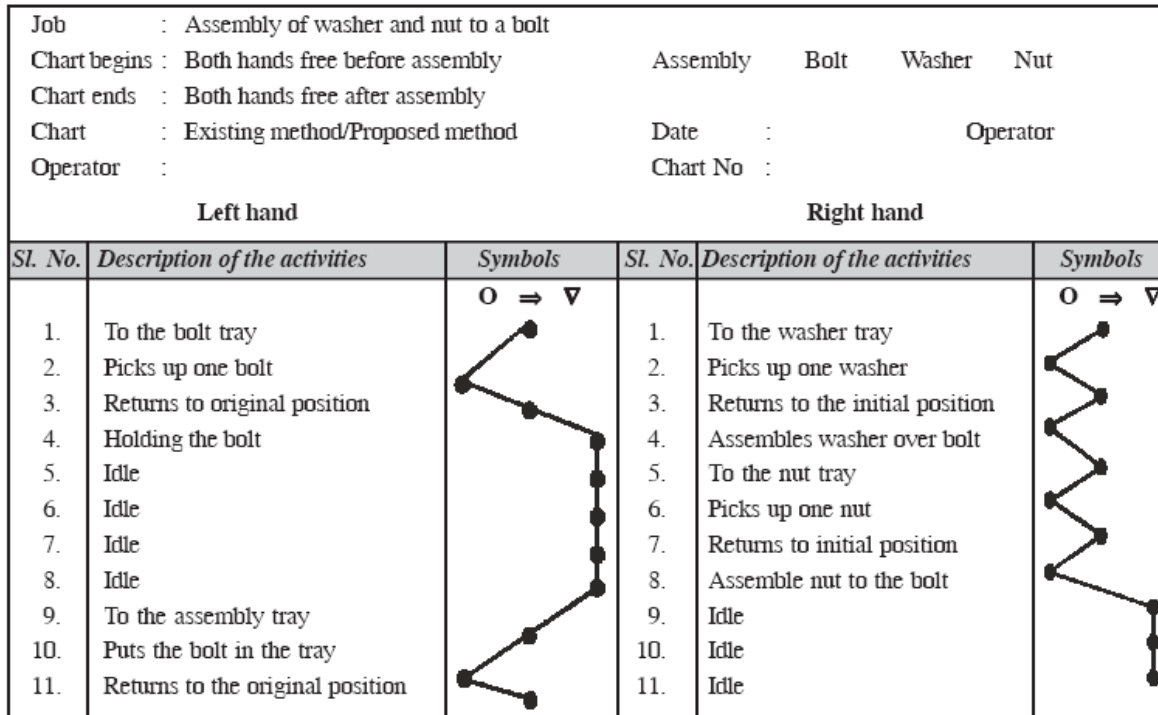 Job : Assembly of washer and nut to a bolt
Chart begins : Both hands free before assembly Assembly Bolt Washer Nut
Chart ends : Both hands free after assembly
Chart : Existing method/Proposed method Date : Operator
Operator : Chart No :
Left hand Right hand
Sl. No. Description of the activities Symbols Sl. No. Description of the activities Symbols
O ⇒ ∇ O ⇒ ∇
1. To the bolt tray 1. To the washer tray
2. Picks up one bolt 2. Picks up one washer
3. Returns to original position 3. Returns to the initial position
4. Holding the bolt 4. Assembles washer over bolt
5. Idle 5. To the nut tray
6. Idle 6. Picks up one nut
7. Idle 7. Returns to initial position
8. Idle 8. Assemble nut to the bolt
9. To the assembly tray 9. Idle
10. Puts the bolt in the tray 10. Idle
11. Returns to the original position 11. Idle